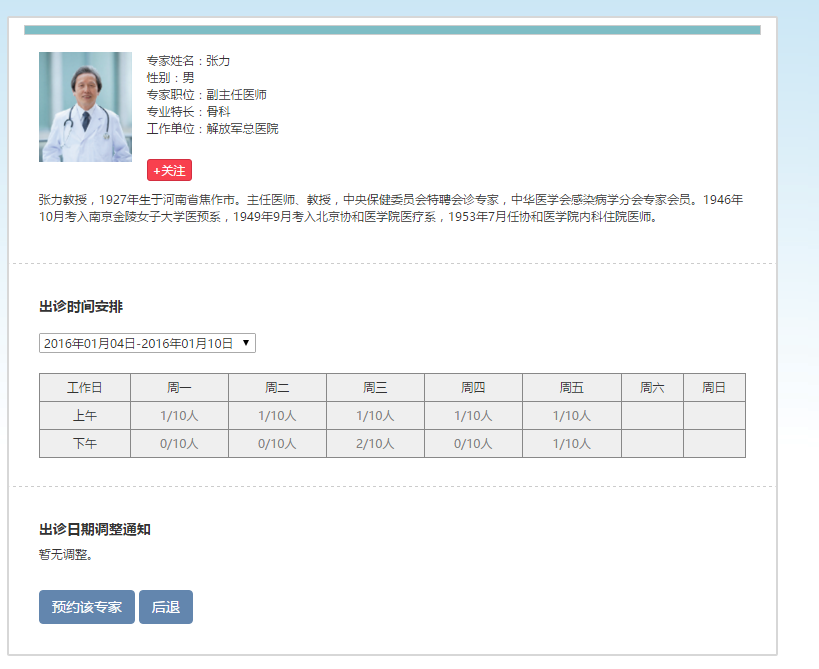 专家姓名：张力
性别：男
专家职位：副主任医师
专业特长：骨科
工作单位：解放军总医院
+关注
张力教授，1927年生于河南省焦作市。主任医师、教授，中央保健委员会特聘会诊专家，中华医学会感染病学分会专家会员。1946年
10月考入南京金陵女子大学医预系，1949年9月考入北京协和医学院医疗系，1953年7月任协和医学院内科住院医师。
出诊时间安排
2016年01月04日-2016年01月10日
工作日 周一 周二 周三 周四 周五 周六 周日
上午 1/10人 1/10人 1/10人 1/10人 1/10人
下午 0/10人 0/10人 2/10人 0/10人 1/10人
出诊日期调整通知
暂无调整。
预约该专家 后退